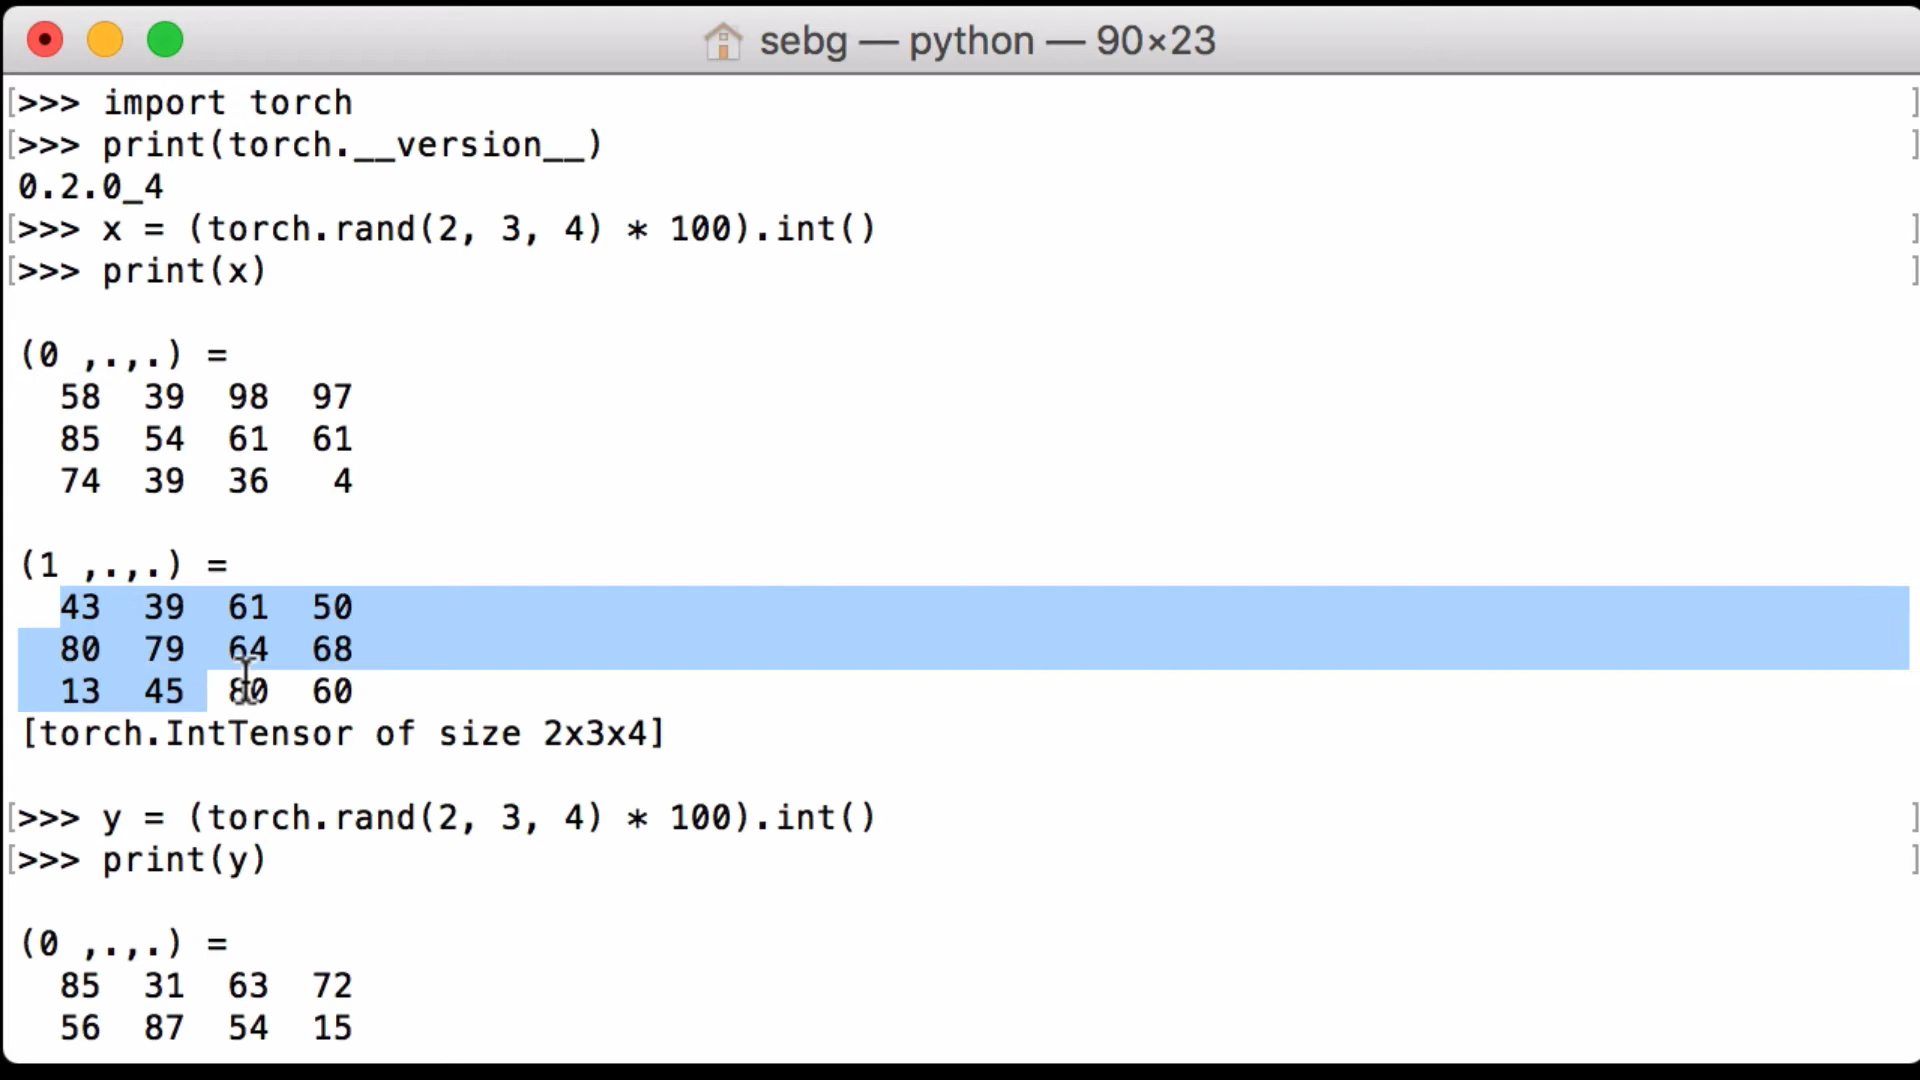 sebg — python — 90×23
[>>> import torch ]
[>>> print(torch.__version__) ]
0.2.0_4
[>>> x = (torch.rand(2, 3, 4) * 100).int() ]
[>>> print(x) ]
(0 ,.,.) =
58 39 98 97
85 54 61 61
74 39 36 4
(1 ,.,.) =
43 39 61 50
80 79 64 68
13 45 80 60
[torch.IntTensor of size 2x3x4]
[>>> y = (torch.rand(2, 3, 4) * 100).int() ]
[>>> print(y) ]
(0 ,.,.) =
85 31 63 72
56 87 54 15